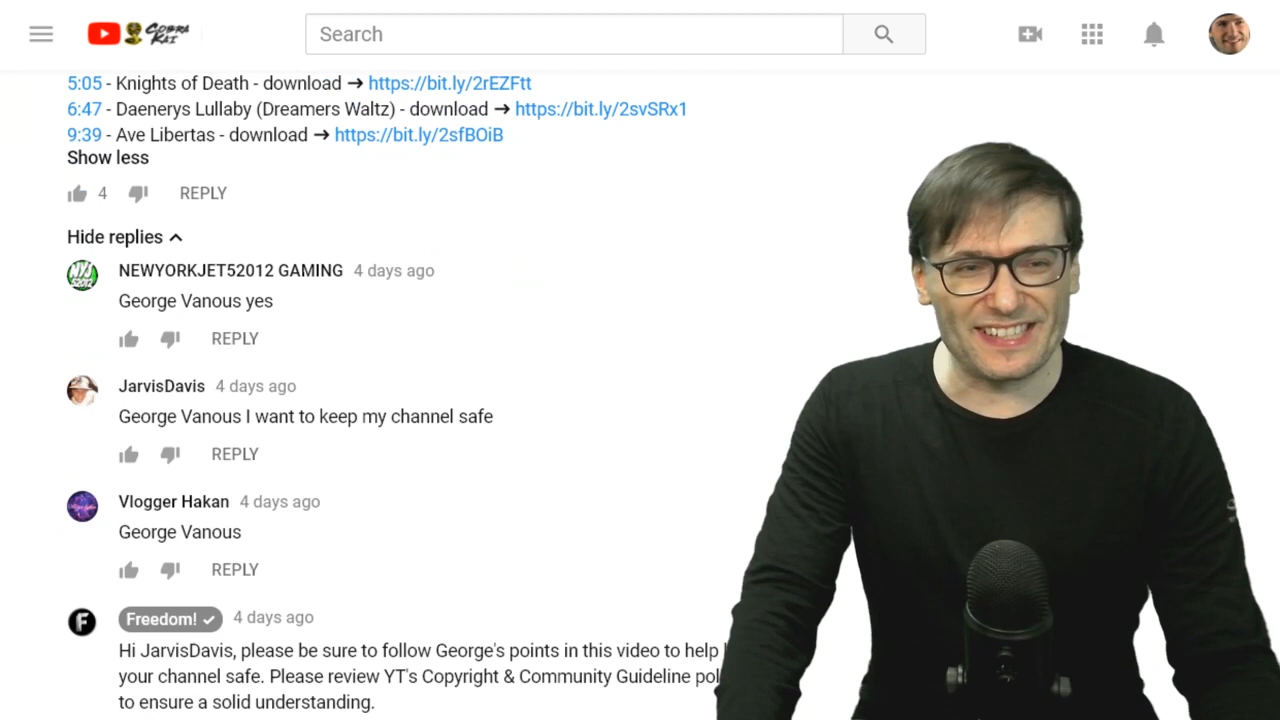 COBRA KAI
Search
5:05 - Knights of Death - download ➔ https://bit.ly/2rEZFtt
6:47 - Daenerys Lullaby (Dreamers Waltz) - download ➔ https://bit.ly/2svSRx1
9:39 - Ave Libertas - download ➔ https://bit.ly/2sfBOiB
Show less
4 REPLY
Hide replies
NYJ
NEWYORKJET52012 GAMING 4 days ago
George Vanous yes
REPLY
JarvisDavis 4 days ago
George Vanous I want to keep my channel safe
REPLY
Vlogger Hakan 4 days ago
George Vanous
REPLY
F
Freedom! ✓ 4 days ago
Hi JarvisDavis, please be sure to follow George's points in this video to help
your channel safe. Please review YT's Copyright & Community Guideline pol
to ensure a solid understanding.